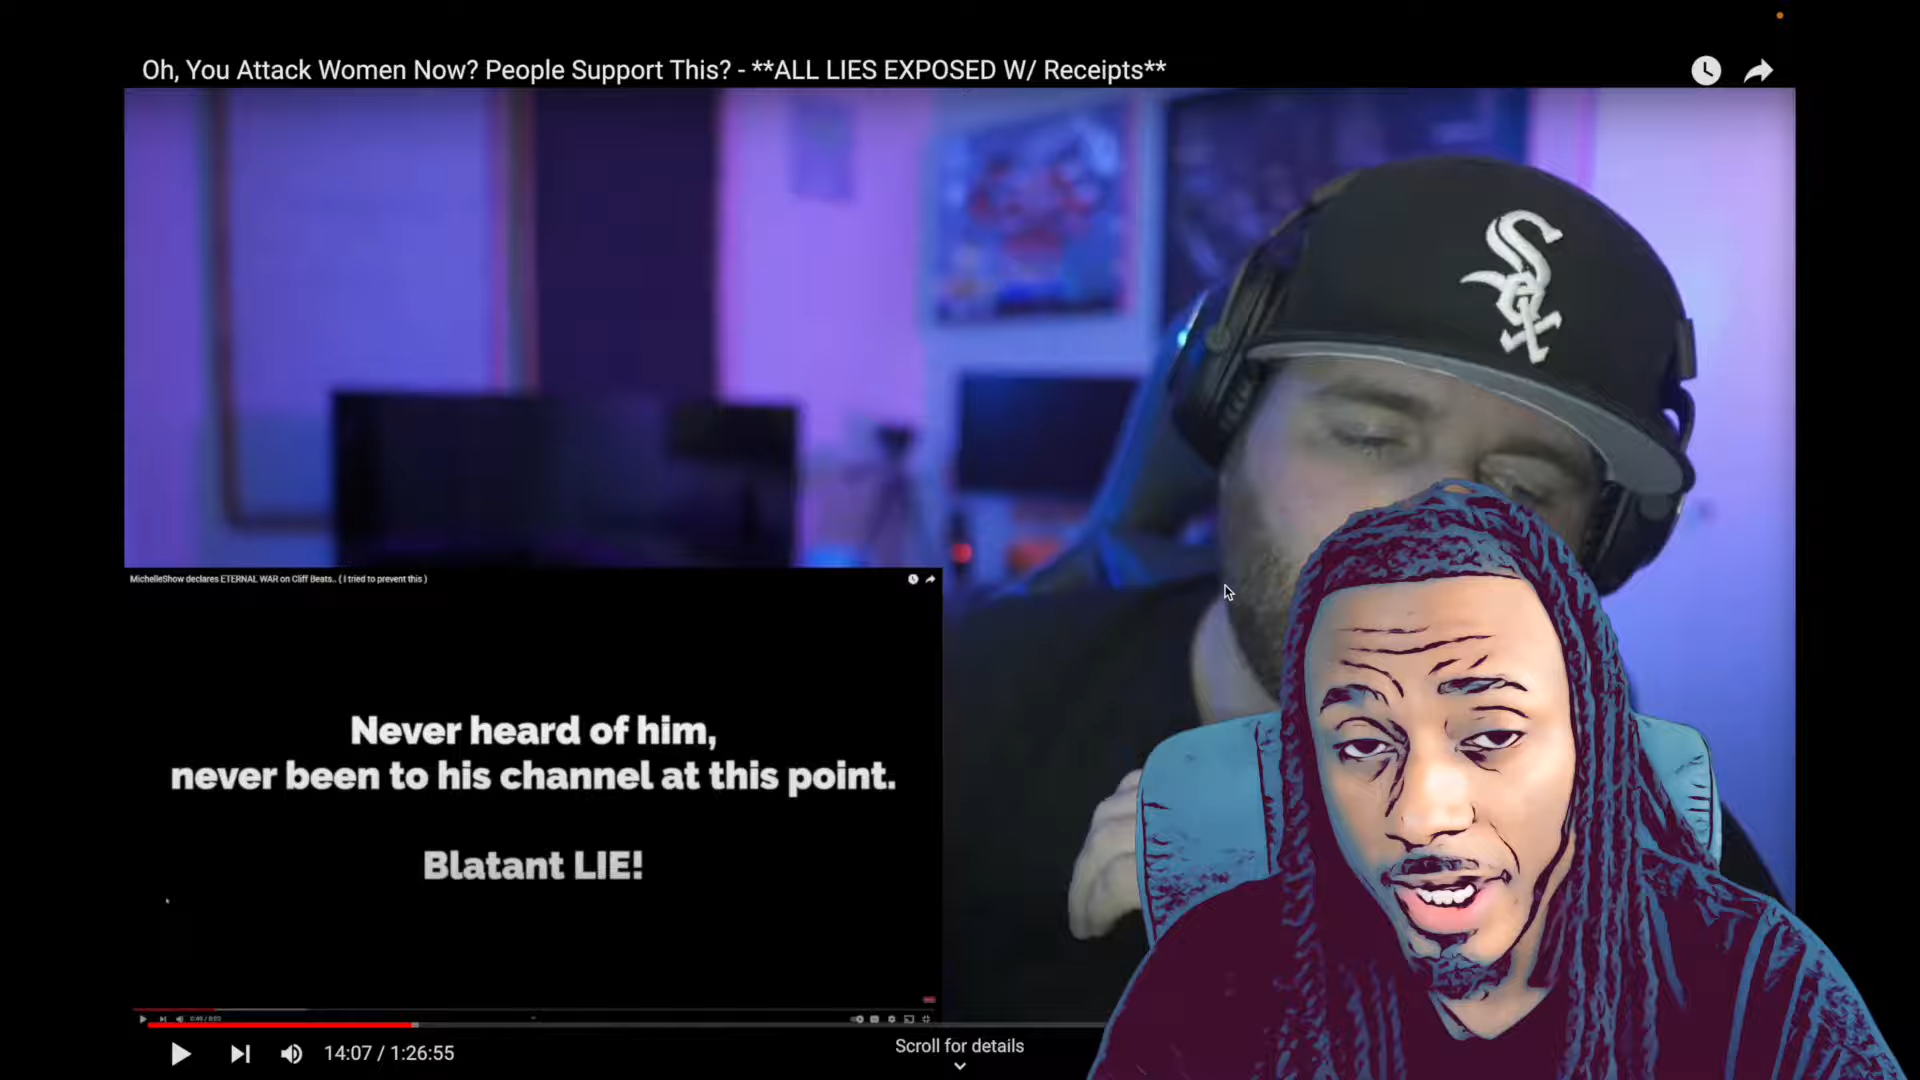 Oh, You Attack Women Now? People Support This? - **ALL LIES EXPOSED W/ Receipts**
Sox
MichelleShow declares ETERNAL WAR on Cliff Beats.. ( I tried to prevent this )
Never heard of him,
never been to his channel at this point.
Blatant LIE!
14:07 / 1:26:55
Scroll for details